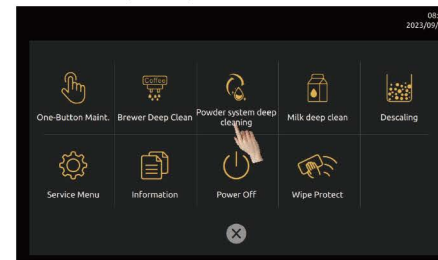 08:
2023/09/
Coffee
One-Button Maint.
Brewer Deep Clean
Powder system deep
cleaning
Milk deep clean
Descaling
Service Menu
Information
Power Off
Wipe Protect